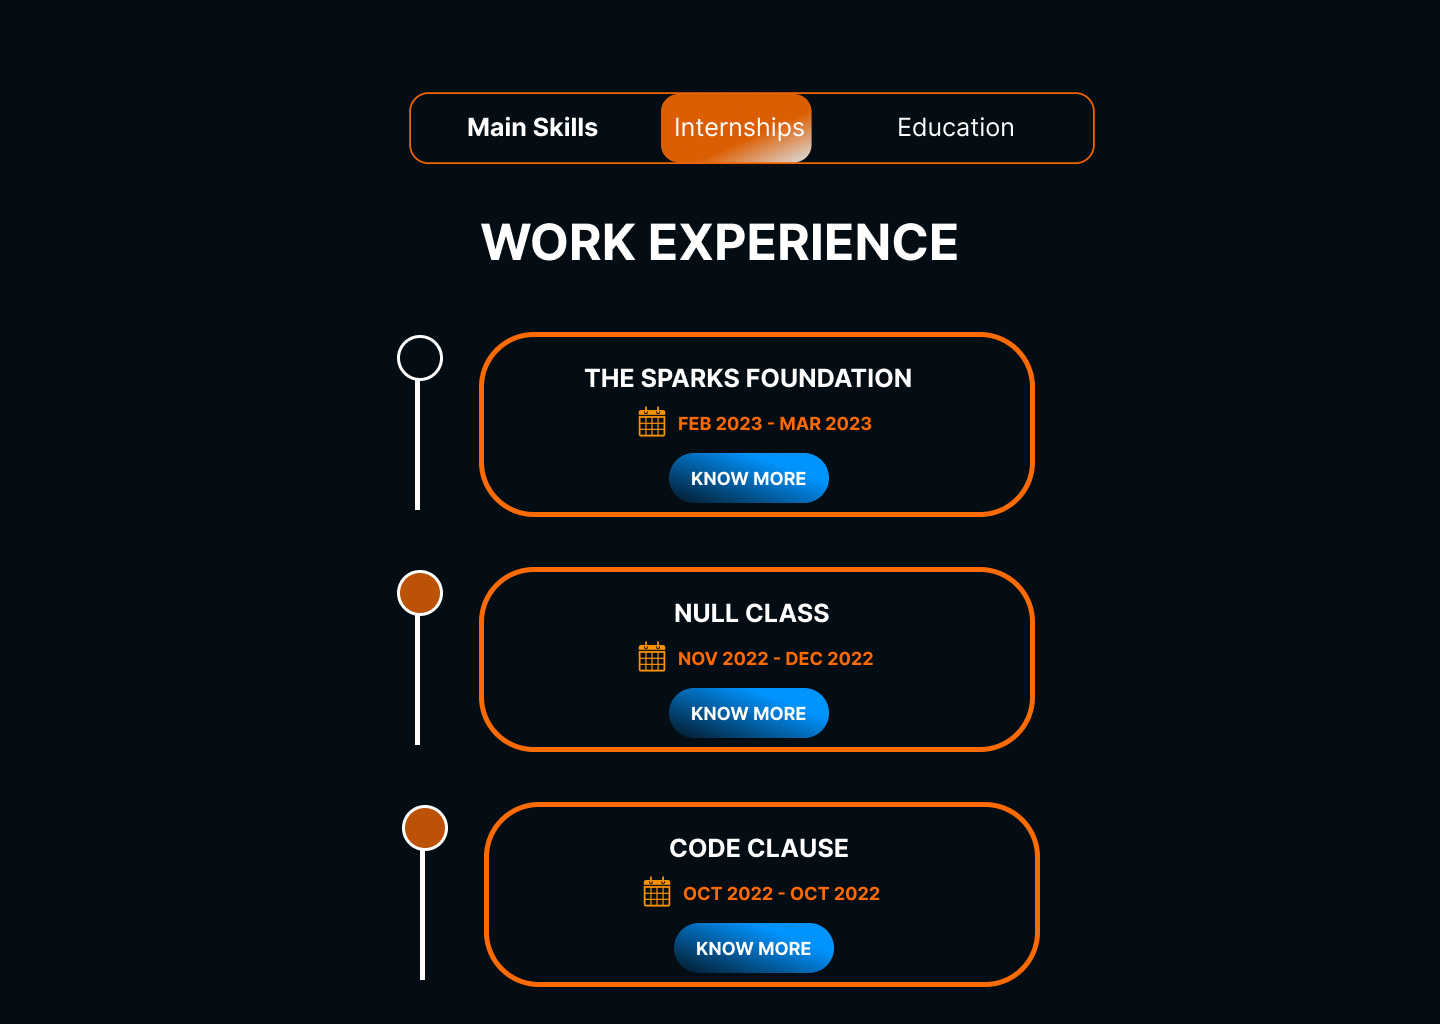 Main Skills Internships Education
WORK EXPERIENCE
THE SPARKS FOUNDATION
FEB 2023 - MAR 2023
KNOW MORE
NULL CLASS
NOV 2022 - DEC 2022
KNOW MORE
CODE CLAUSE
OCT 2022 - OCT 2022
KNOW MORE